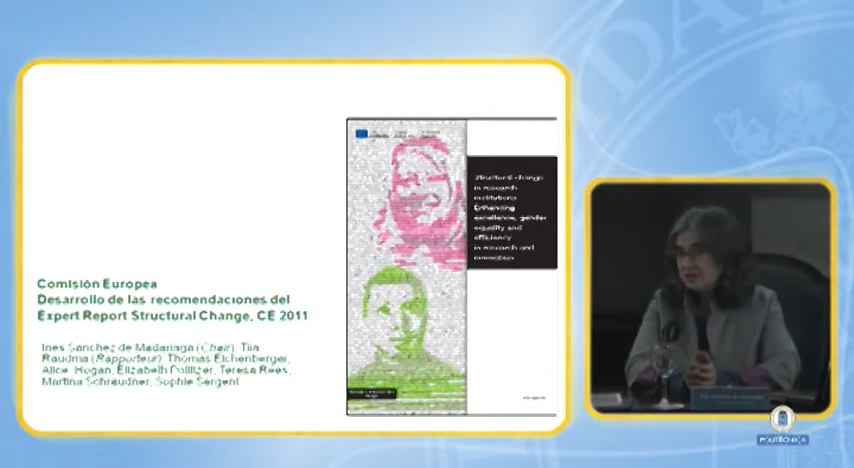 Comisión Europea
Desarrollo de las recomendaciones del
Expert Report Structural Change, CE 2011
Ines Sanchez de Madariaga (Chair), Tiia
Raudma (Rapporteur), Thomas Eichenberger,
Alice Hogan, Elizabeth Pollitzer, Teresa Rees,
Martina Schraudner, Sophie Sergent
Structural change
in research
institutions:
Enhancing
excellence, gender
equality and
efficiency
in research and
innovation
POLITÉCNICA